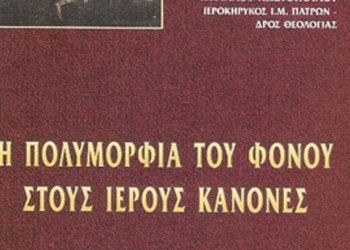 ΙΕΡΟΚΗΡΥΚΟΣ Ι.Μ. ΠΑΤΡΩΝ -
ΔΡΟΣ ΘΕΟΛΟΓΙΑΣ
Η ΠΟΛΥΜΟΡΦΙΑ ΤΟΥ ΦΟΝΟΥ
ΣΤΟΥΣ ΙΕΡΟΥΣ ΚΑΝΟΝΕΣ